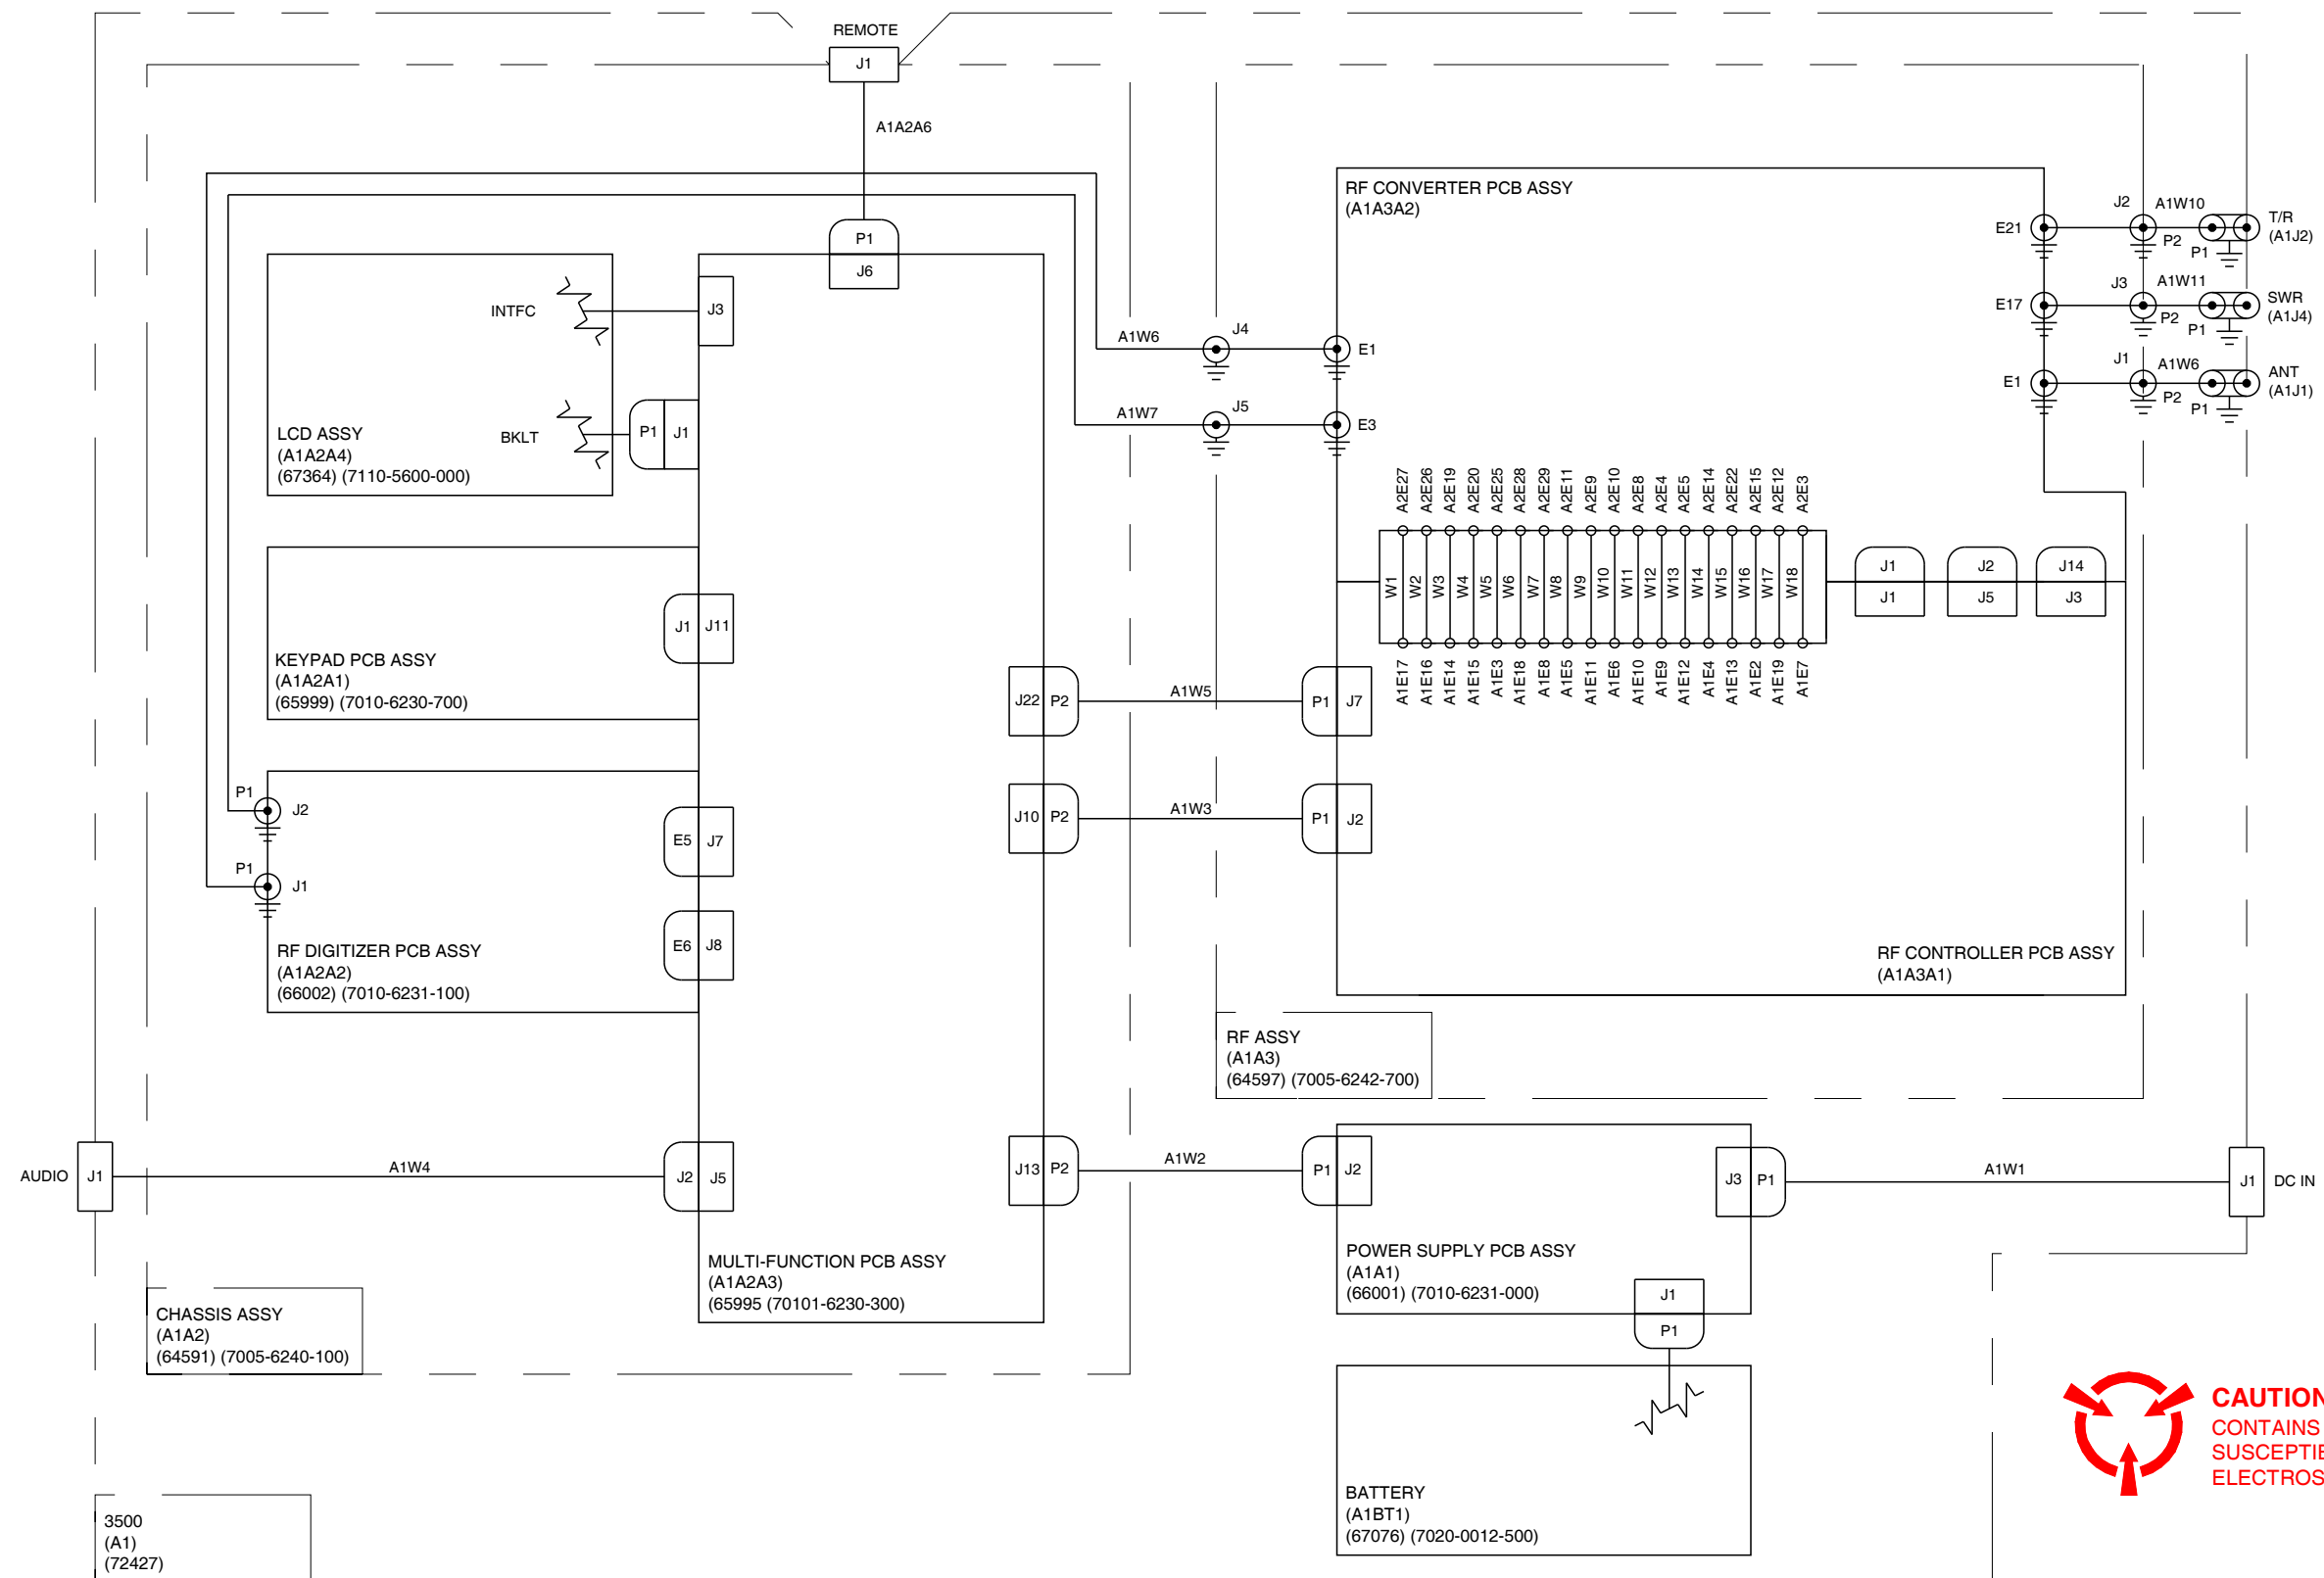 REMOTE
J1
A1A2A6
P1
J6
RF CONVERTER PCB ASSY
(A1A3A2)
E21
J2
A1W10
P2
P1
T/R
(A1J2)
E17
J3
A1W11
P2
P1
SWR
(A1J4)
E1
J1
A1W6
P2
P1
ANT
(A1J1)
INTFC
J3
BKLT
P1
J1
LCD ASSY
(A1A2A4)
(67364) (7110-5600-000)
A1W6
J4
E1
A1W7
J5
E3
A2E27
A2E26
A2E19
A2E20
A2E25
A2E28
A2E29
A2E11
A2E9
A2E10
A2E8
A2E4
A2E5
A2E14
A2E22
A2E15
A2E12
A2E3
W1
W2
W3
W4
W5
W6
W7
W8
W9
W10
W11
W12
W13
W14
W15
W16
W17
W18
A1E17
A1E16
A1E14
A1E15
A1E3
A1E18
A1E8
A1E5
A1E11
A1E6
A1E10
A1E9
A1E12
A1E4
A1E13
A1E2
A1E19
A1E7
J1
J1
J2
J5
J14
J3
J1
J11
KEYPAD PCB ASSY
(A1A2A1)
(65999) (7010-6230-700)
J22
P2
A1W5
P1
J7
J10
P2
A1W3
P1
J2
P1
J2
P1
J1
E5
J7
E6
J8
RF DIGITIZER PCB ASSY
(A1A2A2)
(66002) (7010-6231-100)
RF CONTROLLER PCB ASSY
(A1A3A1)
RF ASSY
(A1A3)
(64597) (7005-6242-700)
AUDIO
J1
A1W4
J2
J5
J13
P2
A1W2
P1
J2
J3
P1
A1W1
J1
DC IN
MULTI-FUNCTION PCB ASSY
(A1A2A3)
(65995 (70101-6230-300)
POWER SUPPLY PCB ASSY
(A1A1)
(66001) (7010-6231-000)
J1
P1
CHASSIS ASSY
(A1A2)
(64591) (7005-6240-100)
BATTERY
(A1BT1)
(67076) (7020-0012-500)
3500
(A1)
(72427)
CAUTION
CONTAINS